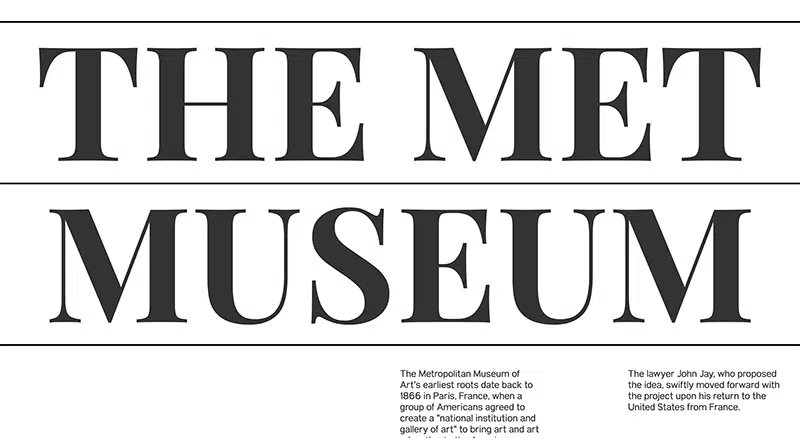 THE MET
MUSEUM
The Metropolitan Museum of
Art's earliest roots date back to
1866 in Paris, France, when a
group of Americans agreed to
create a "national institution and
gallery of art" to bring art and art
The lawyer John Jay, who proposed
the idea, swiftly moved forward with
the project upon his return to the
United States from France.